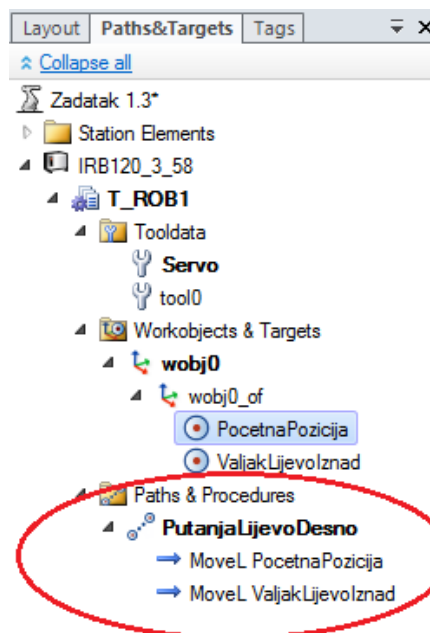 Layout Paths&Targets Tags
Collapse all
Zadatak 1.3*
Station Elements
IRB120_3_58
T_ROB1
Tooldata
Servo
tool0
Workobjects & Targets
wobj0
wobj0_of
PocetnaPozicija
ValjakLijevoIznad
Paths & Procedures
PutanjaLijevoDesno
MoveL PocetnaPozicija
MoveL ValjakLijevoIznad